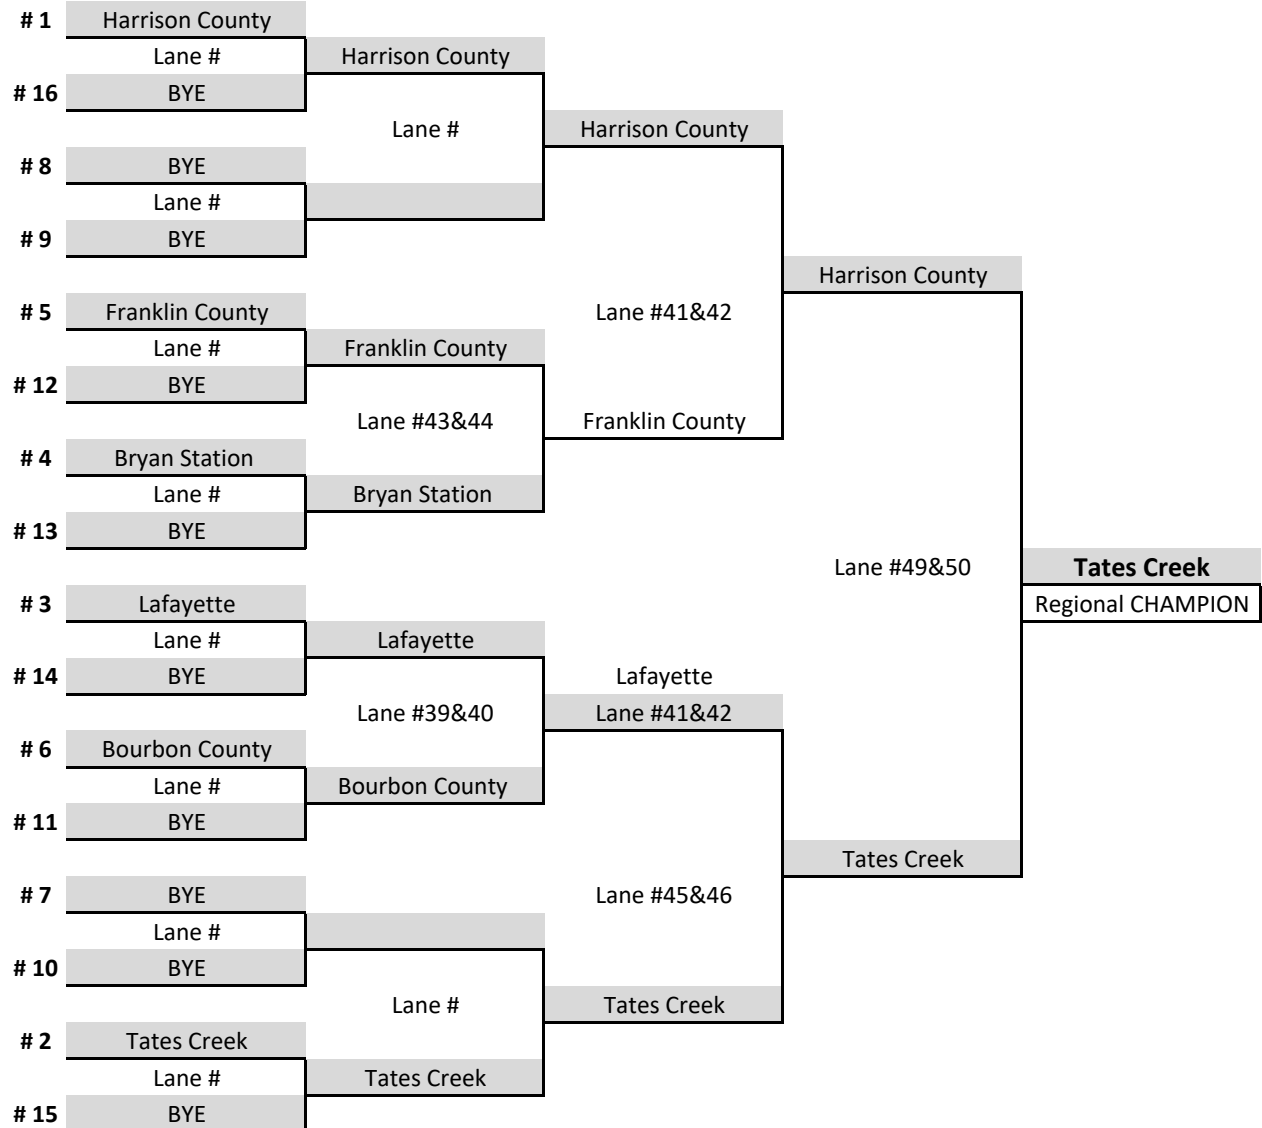 # 1 Harrison County
Lane # Harrison County
# 16 BYE
Lane # Harrison County
# 8 BYE
Lane #
# 9 BYE
Harrison County
# 5 Franklin County Lane #41&42
Lane # Franklin County
# 12 BYE
Lane #43&44 Franklin County
# 4 Bryan Station
Lane # Bryan Station
# 13 BYE
Lane #49&50 Tates Creek
# 3 Lafayette Regional CHAMPION
Lane # Lafayette
# 14 BYE Lafayette
Lane #39&40 Lane #41&42
# 6 Bourbon County
Lane # Bourbon County
# 11 BYE
Tates Creek
# 7 BYE Lane #45&46
Lane #
# 10 BYE
Lane # Tates Creek
# 2 Tates Creek
Lane # Tates Creek
# 15 BYE